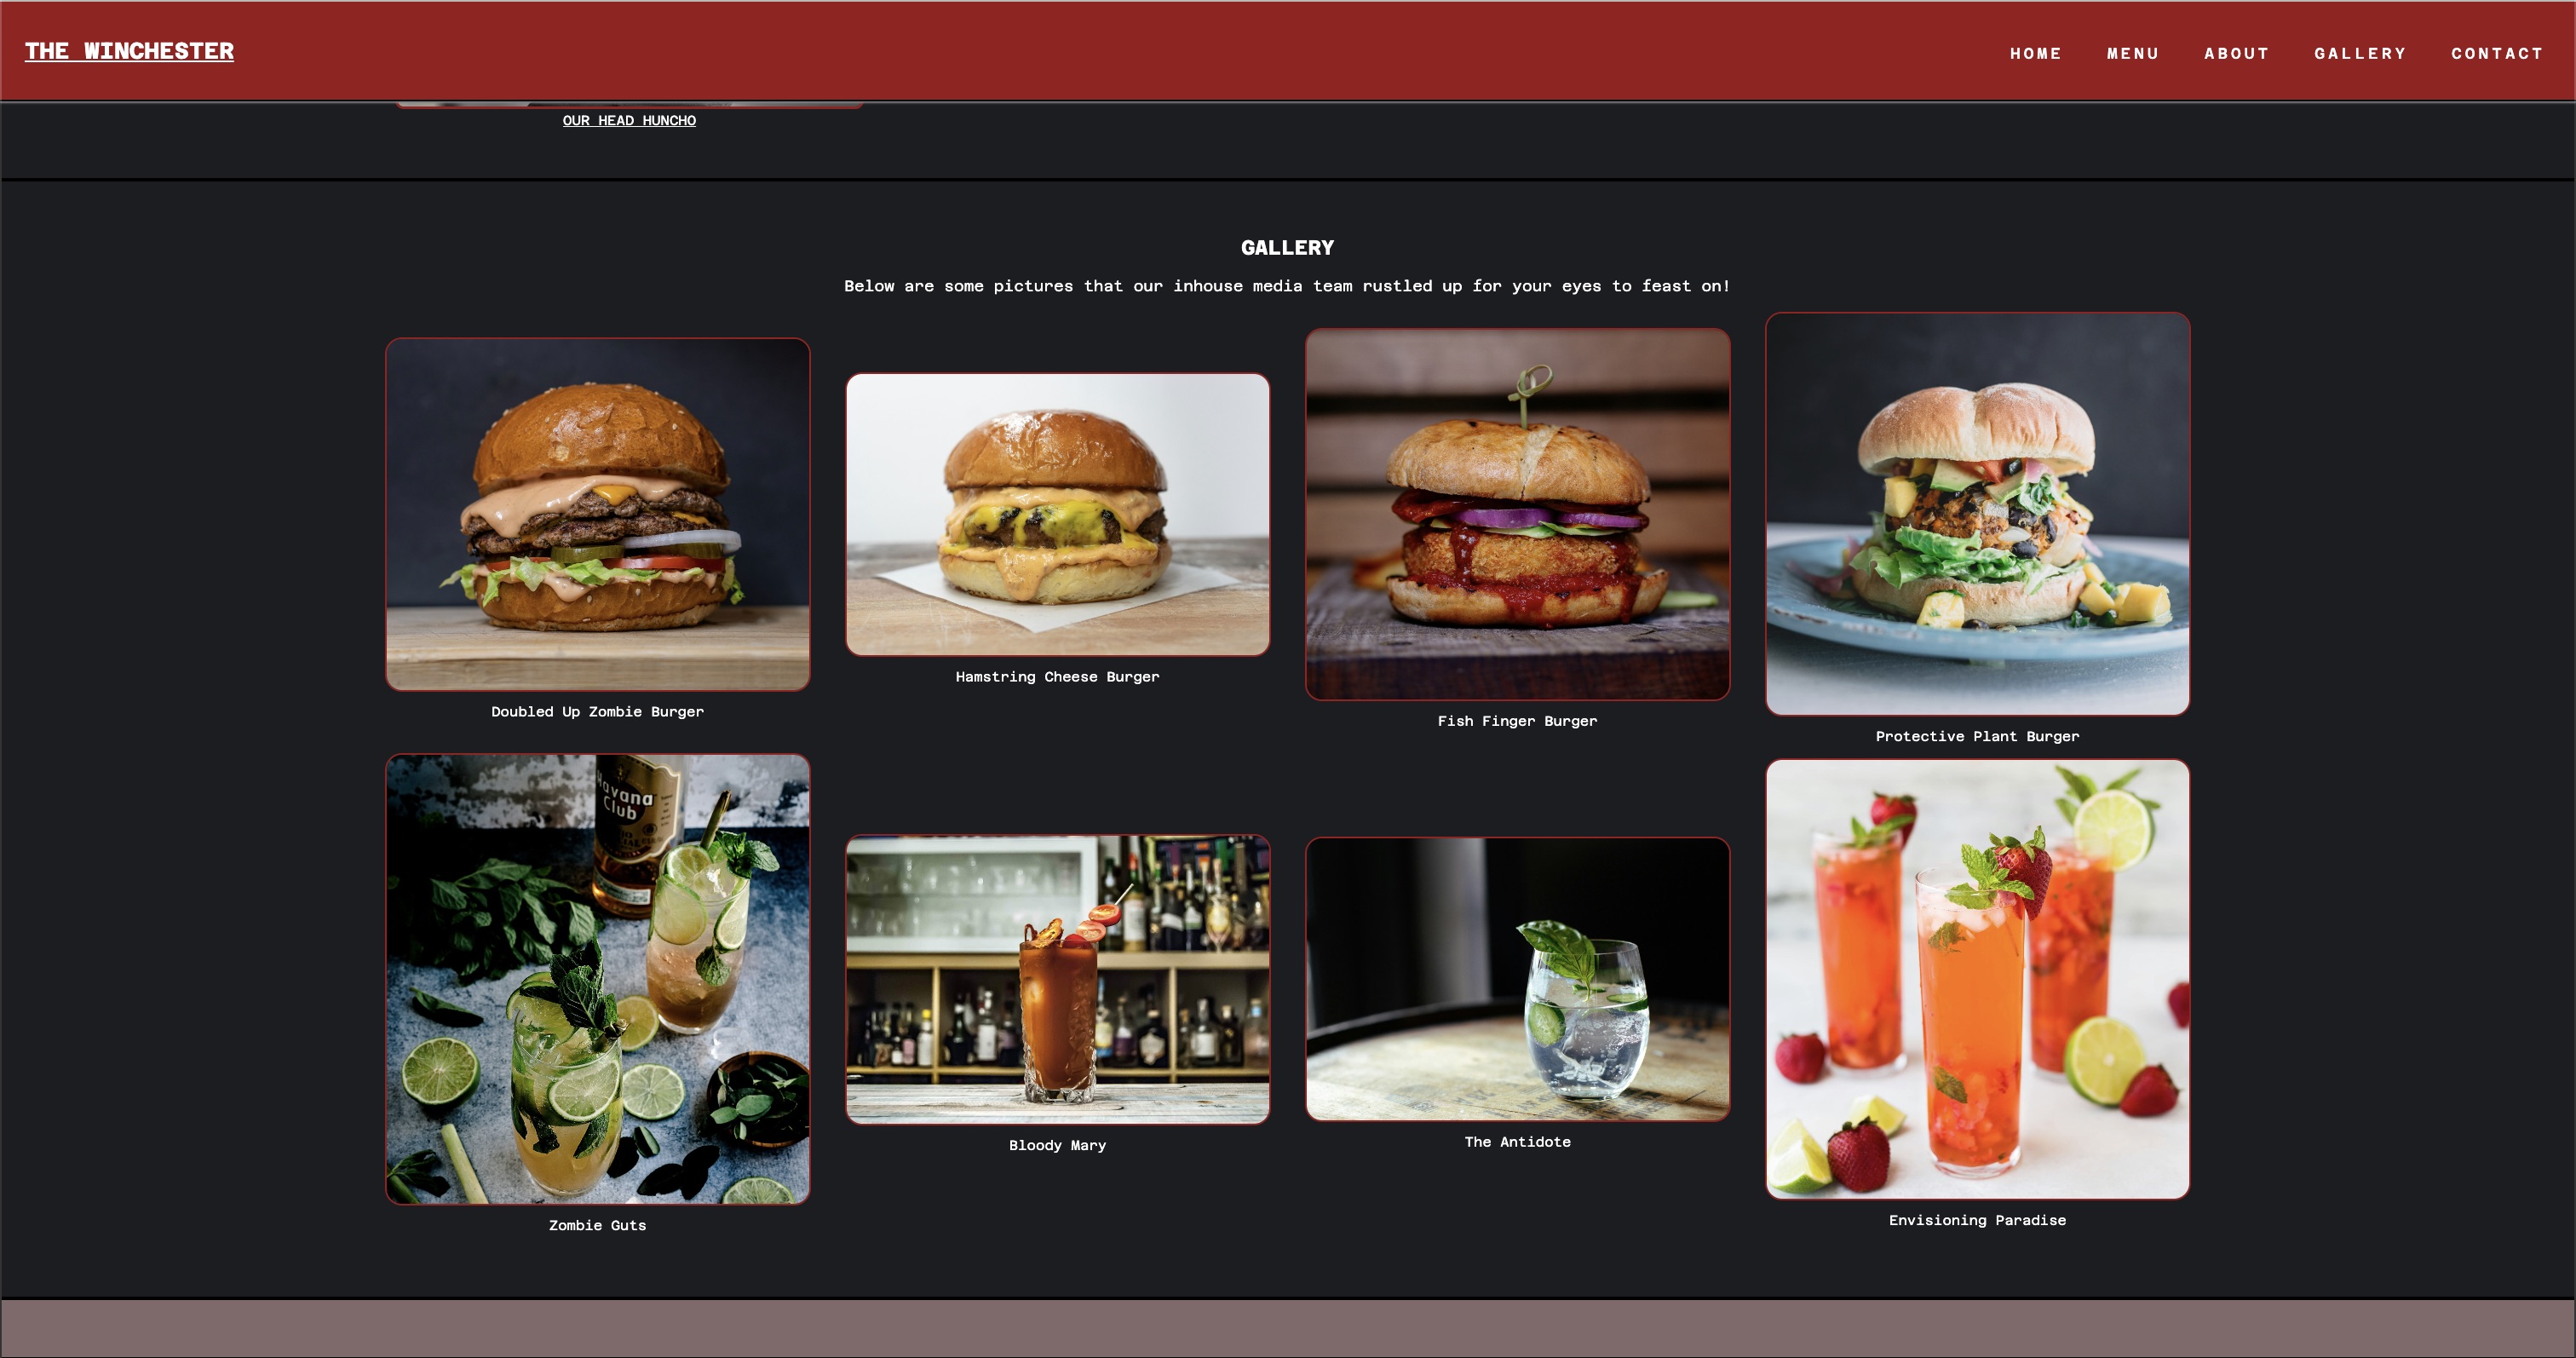 THE WINCHESTER
HOME MENU ABOUT GALLERY CONTACT
OUR HEAD HUNCHO
GALLERY
Below are some pictures that our inhouse media team rustled up for your eyes to feast on!
Doubled Up Zombie Burger
Hamstring Cheese Burger
Fish Finger Burger
Protective Plant Burger
Havana
Club
Zombie Guts
Bloody Mary
The Antidote
Envisioning Paradise